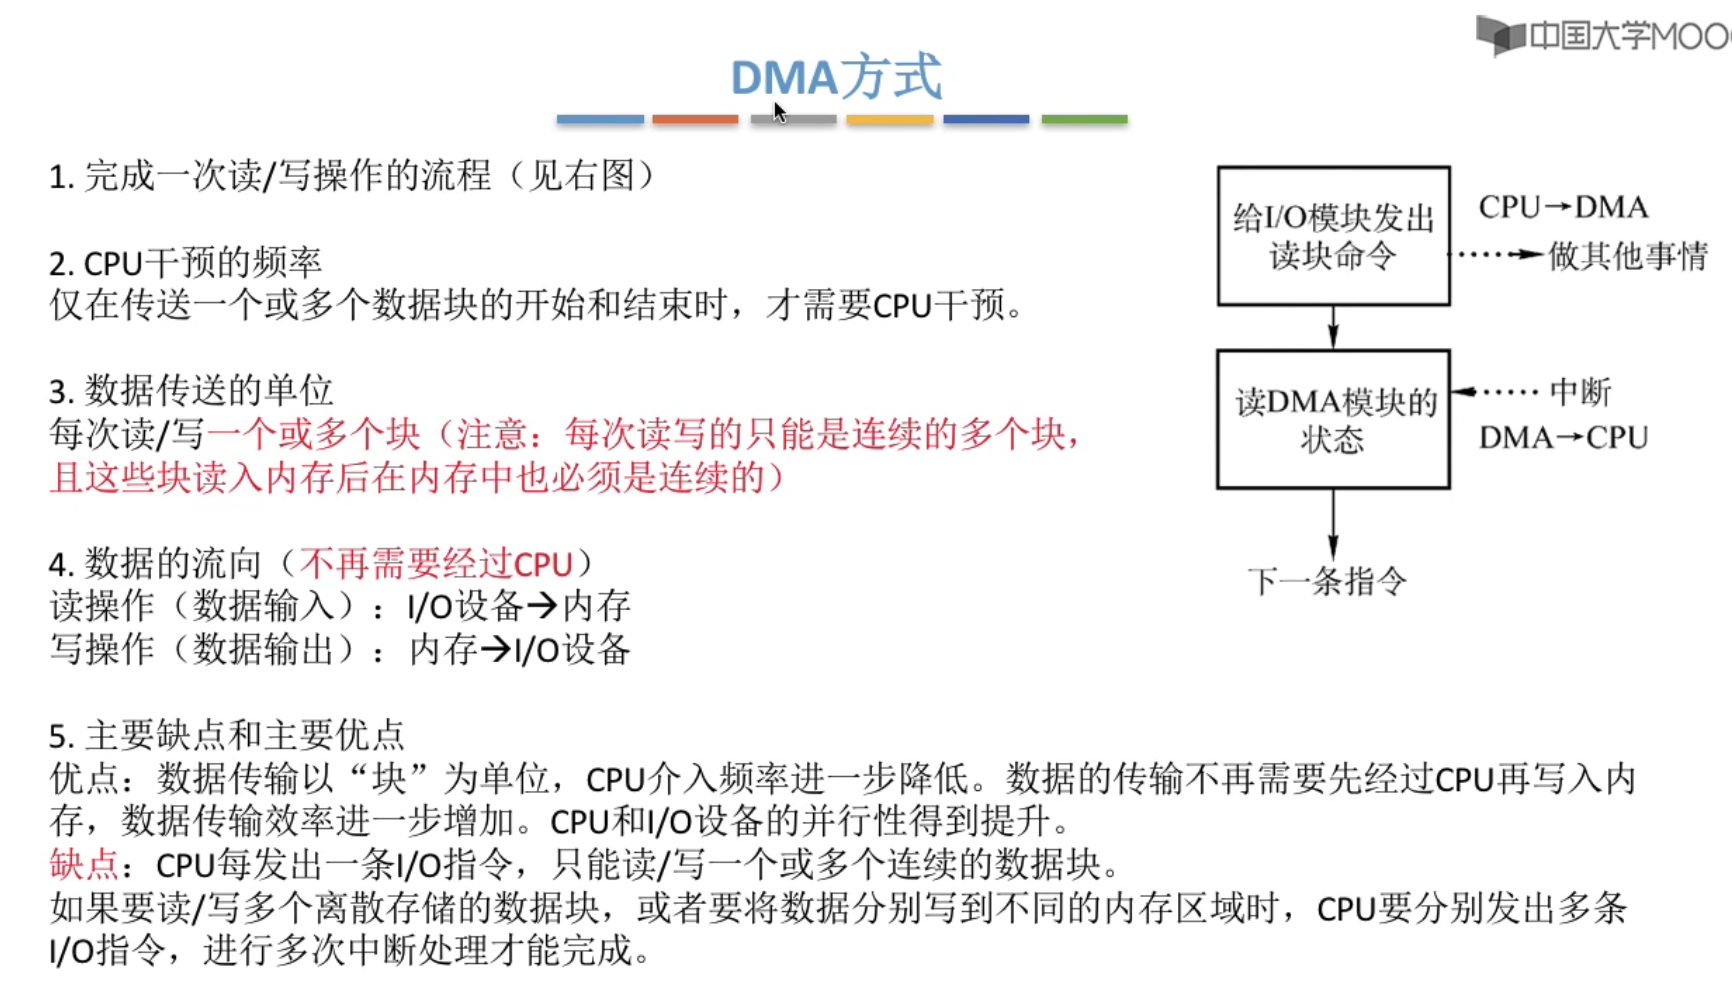 中国大学MOO
DMA方式
1. 完成一次读/写操作的流程（见右图）
2. CPU干预的频率
仅在传送一个或多个数据块的开始和结束时，才需要CPU干预。
3. 数据传送的单位
每次读/写一个或多个块（注意：每次读写的只能是连续的多个块，
且这些块读入内存后在内存中也必须是连续的）
4. 数据的流向（不再需要经过CPU）
读操作（数据输入）：I/O设备→内存
写操作（数据输出）：内存→I/O设备
5. 主要缺点和主要优点
优点：数据传输以“块”为单位，CPU介入频率进一步降低。数据的传输不再需要先经过CPU再写入内
存，数据传输效率进一步增加。CPU和I/O设备的并行性得到提升。
缺点：CPU每发出一条I/O指令，只能读/写一个或多个连续的数据块。
如果要读/写多个离散存储的数据块，或者要将数据分别写到不同的内存区域时，CPU要分别发出多条
I/O指令，进行多次中断处理才能完成。
给I/O模块发出
读块命令
CPU→DMA
做其他事情
读DMA模块的
状态
中断
DMA→CPU
下一条指令